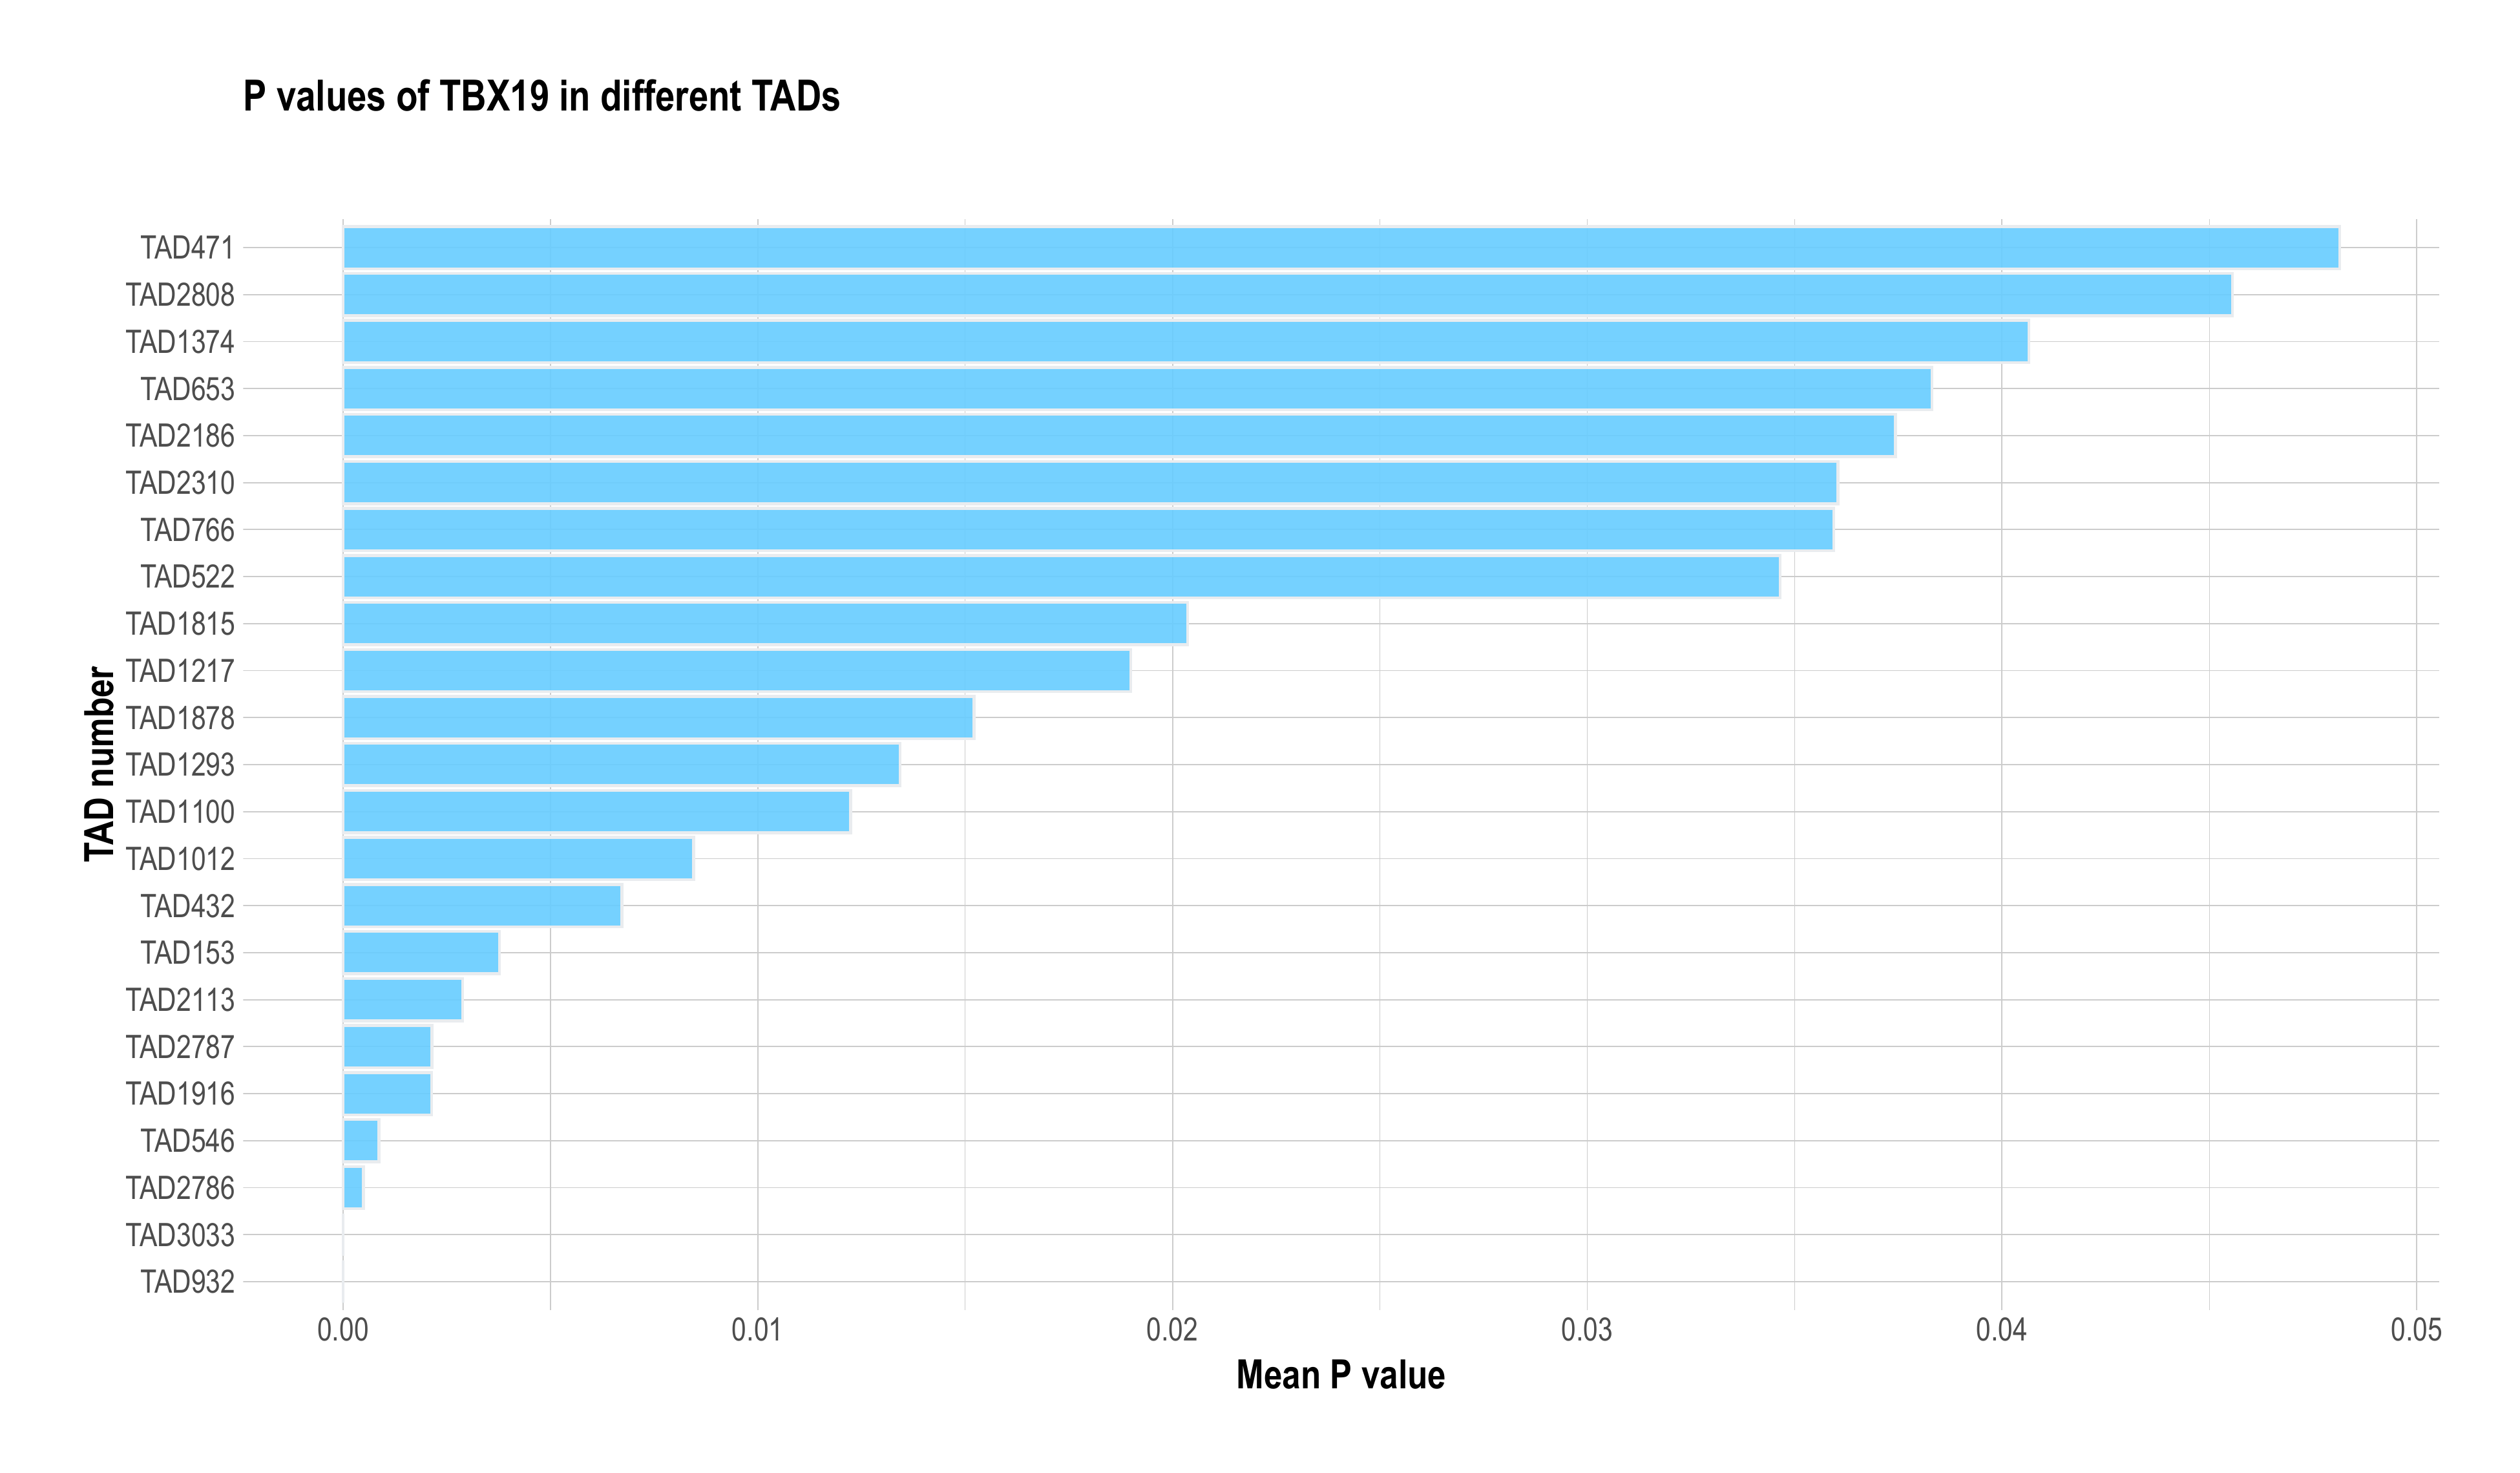 P values of TBX19 in different TADs
TAD number
TAD471
TAD2808
TAD1374
TAD653
TAD2186
TAD2310
TAD766
TAD522
TAD1815
TAD1217
TAD1878
TAD1293
TAD1100
TAD1012
TAD432
TAD153
TAD2113
TAD2787
TAD1916
TAD546
TAD2786
TAD3033
TAD932
0.00 0.01 0.02 0.03 0.04 0.05
Mean P value